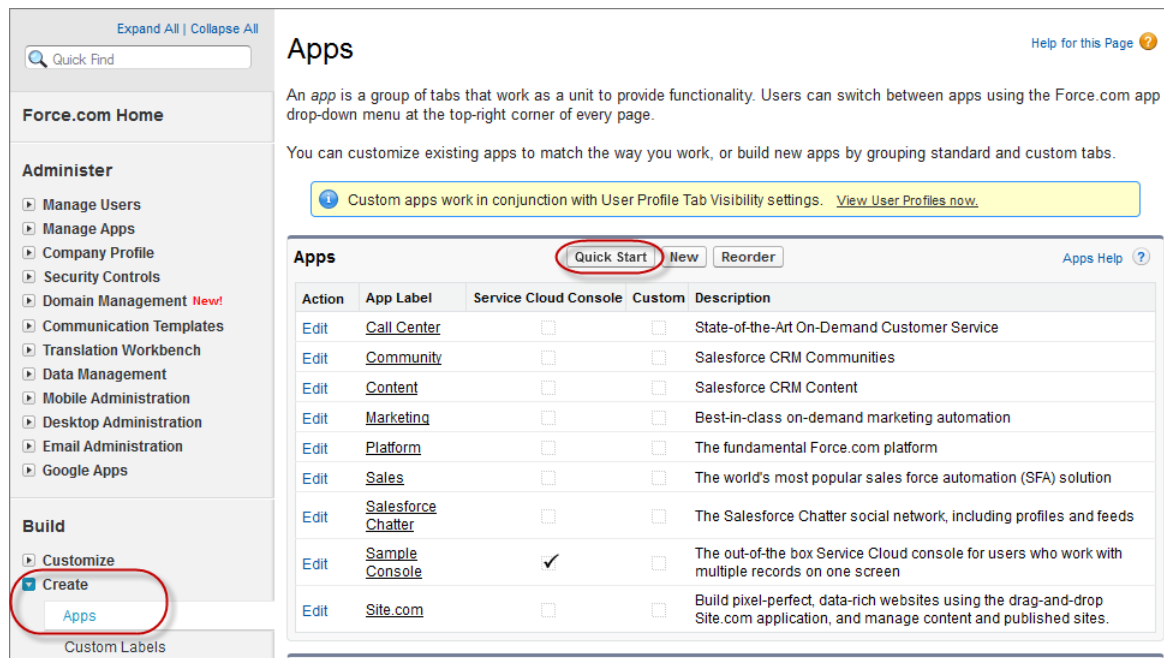 Expand All | Collapse All
Quick Find
Force.com Home
Administer
Manage Users
Manage Apps
Company Profile
Security Controls
Domain Management New!
Communication Templates
Translation Workbench
Data Management
Mobile Administration
Desktop Administration
Email Administration
Google Apps
Build
Customize
Create
Apps
Custom Labels
Apps
Help for this Page ?
An app is a group of tabs that work as a unit to provide functionality. Users can switch between apps using the Force.com app
drop-down menu at the top-right corner of every page.
You can customize existing apps to match the way you work, or build new apps by grouping standard and custom tabs.
i Custom apps work in conjunction with User Profile Tab Visibility settings. View User Profiles now.
Apps Quick Start New Reorder Apps Help ?
Action App Label Service Cloud Console Custom Description
Edit Call Center State-of-the-Art On-Demand Customer Service
Edit Community Salesforce CRM Communities
Edit Content Salesforce CRM Content
Edit Marketing Best-in-class on-demand marketing automation
Edit Platform The fundamental Force.com platform
Edit Sales The world's most popular sales force automation (SFA) solution
Edit Salesforce
Chatter The Salesforce Chatter social network, including profiles and feeds
Edit Sample
Console ✓ The out-of-the box Service Cloud console for users who work with
multiple records on one screen
Edit Site.com Build pixel-perfect, data-rich websites using the drag-and-drop
Site.com application, and manage content and published sites.